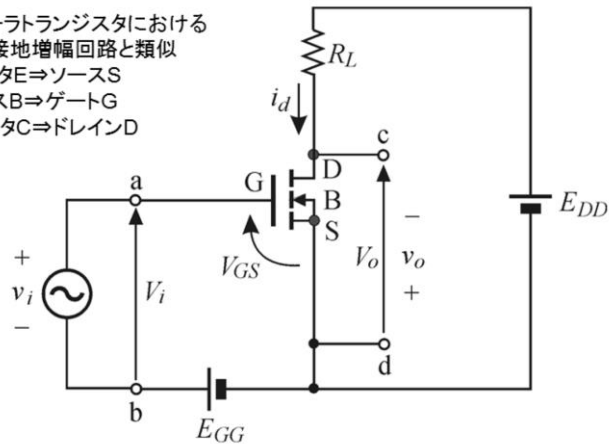 ーラトランジスタにおける
接地増幅回路と類似
タE⇒ソースS
スB⇒ゲートG
タC⇒ドレインD
R_L
i_d
c
D
G
B
a
S
E_DD
−
V_GS
V_o
v_o
+
+
v_i
−
V_i
d
b
E_GG